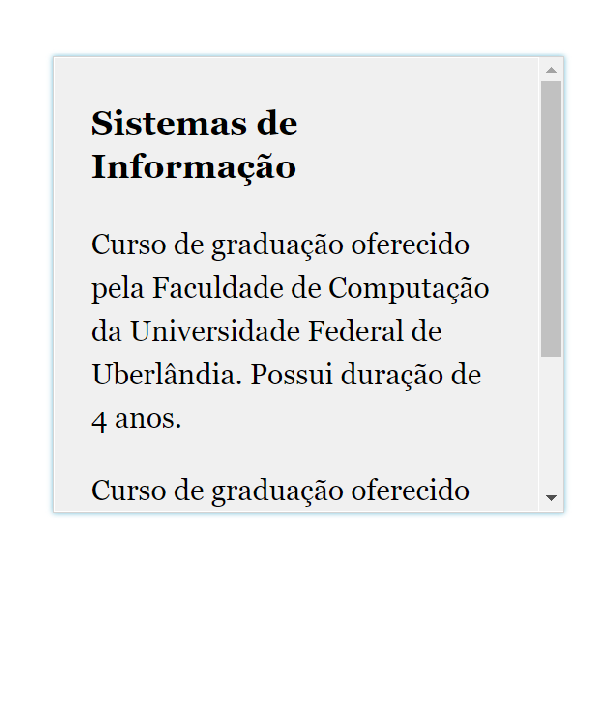 Sistemas de
Informação
Curso de graduação oferecido
pela Faculdade de Computação
da Universidade Federal de
Uberlândia. Possui duração de
4 anos.
Curso de graduação oferecido